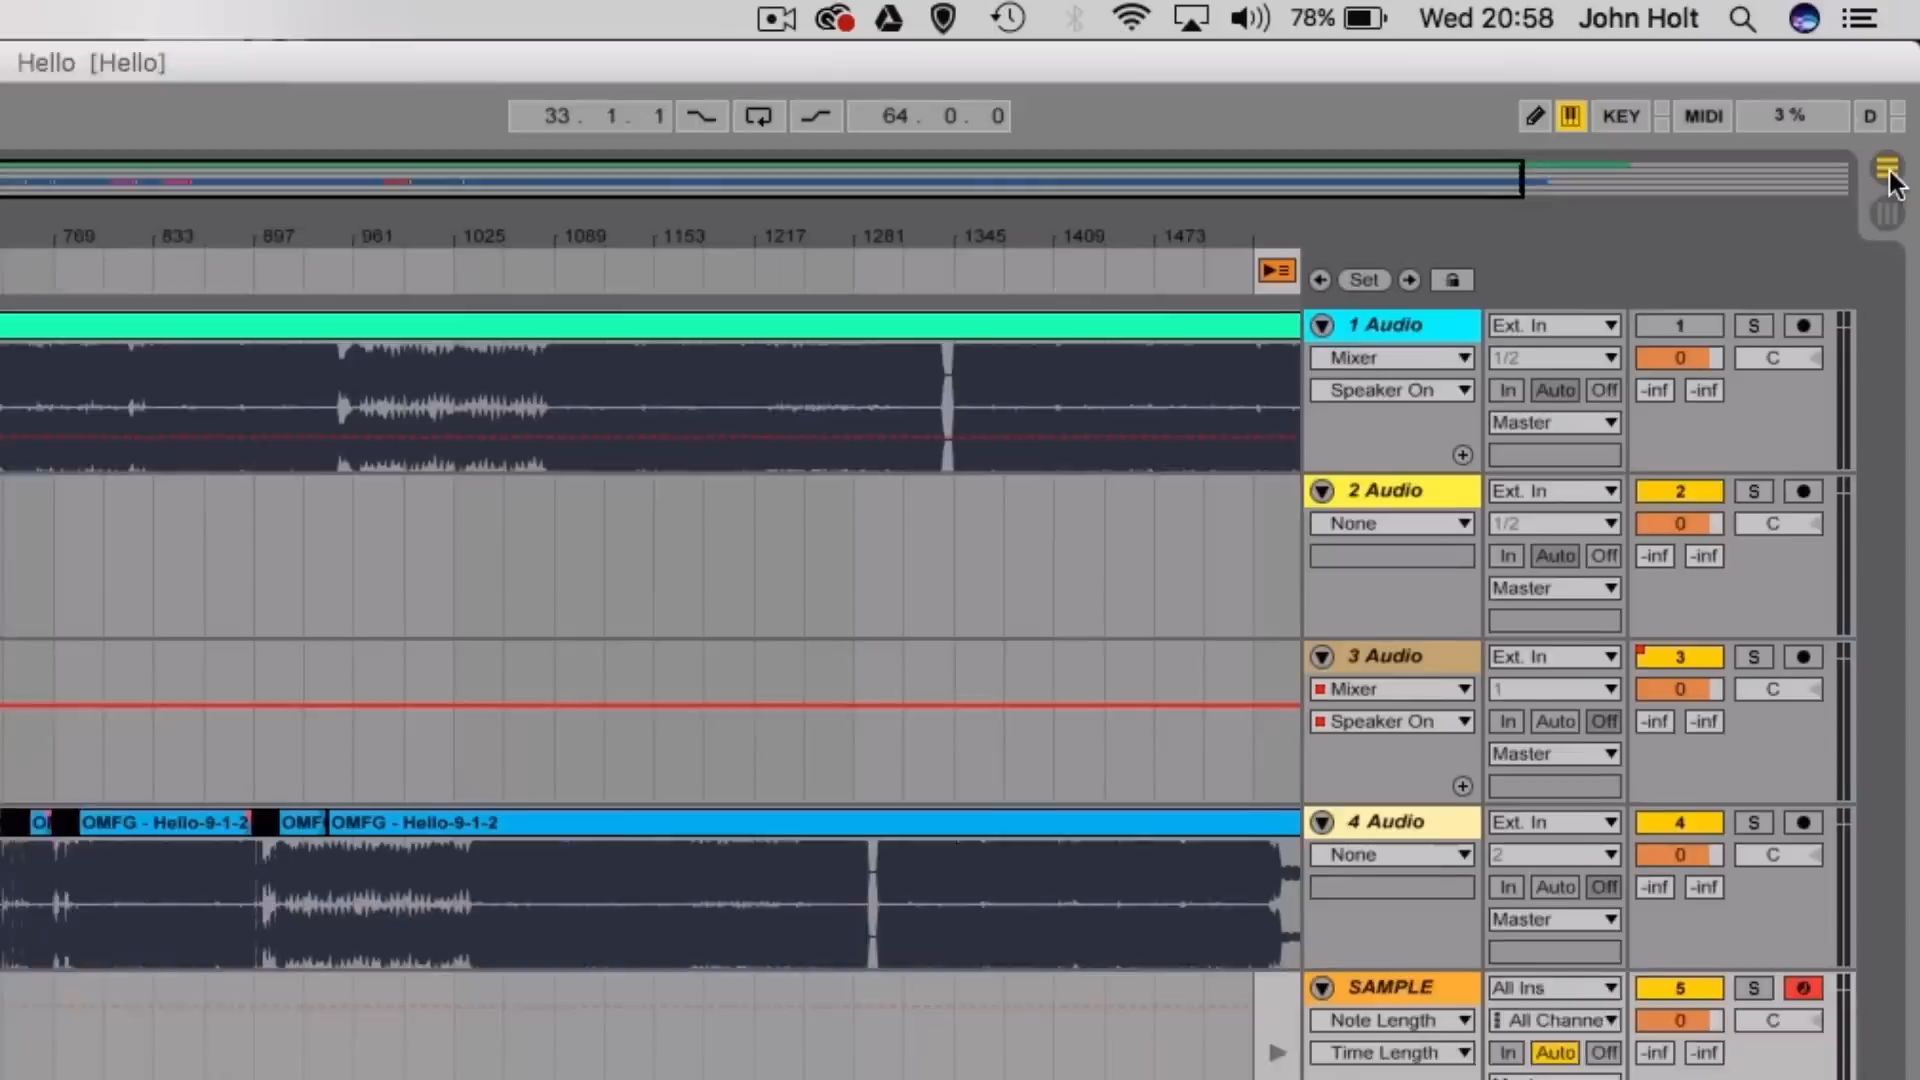 78% Wed 20:58 John Holt
Hello [Hello]
33. 1. 1 64. 0. 0 KEY MIDI 3 % D
769 833 897 961 1025 1089 1153 1217 1281 1345 1409 1473
Set
1 Audio Ext. In 1 S
Mixer 1/2 0 C
Speaker On In Auto Off -inf -inf
Master
2 Audio Ext. In 2 S
None 1/2 0 C
In Auto Off -inf -inf
Master
3 Audio Ext. In 3 S
Mixer 1 0 C
Speaker On In Auto Off -inf -inf
Master
OMFG - Hello-9-1-2 OMFG OMFG - Hello-9-1-2 4 Audio Ext. In 4 S
None 2 0 C
In Auto Off -inf -inf
Master
SAMPLE All Ins 5 S
Note Length All Channe 0 C
Time Length In Auto Off -inf -inf